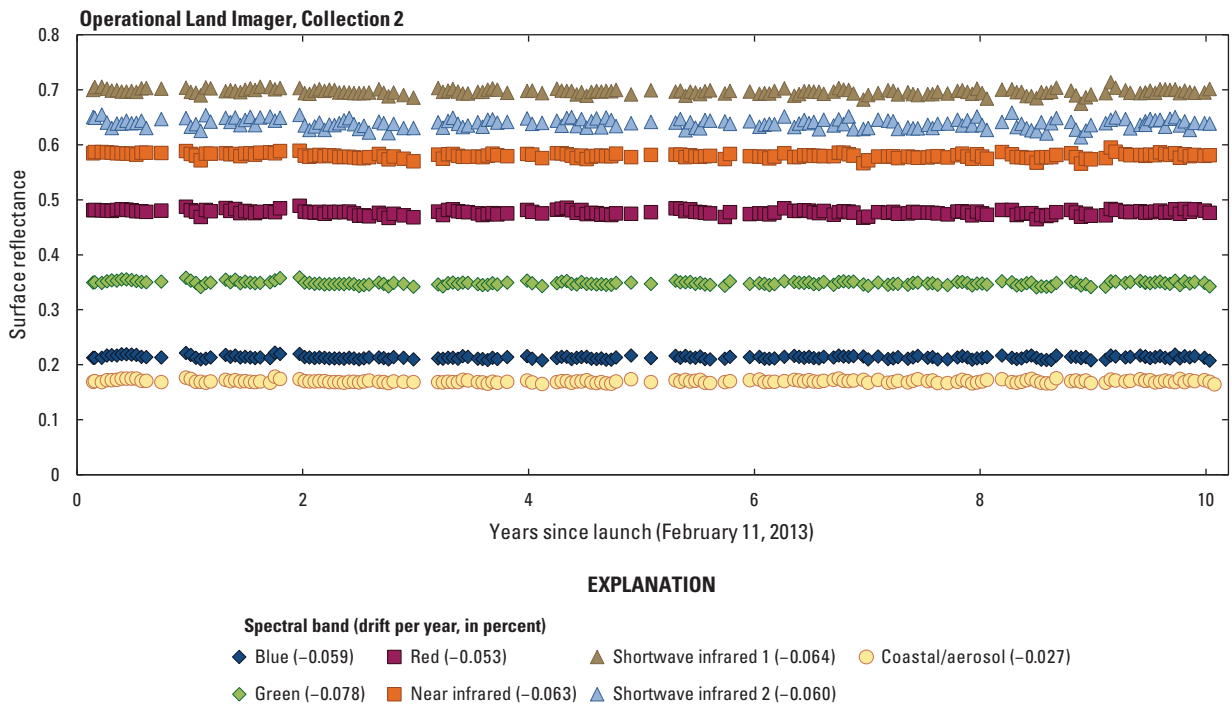 Operational Land Imager, Collection 2
0.8
0.7
0.6
0.5
0.4
0.3
0.2
0.1
0
Surface reflectance
0 2 4 6 8 10
Years since launch (February 11, 2013)
EXPLANATION
Spectral band (drift per year, in percent)
Blue (−0.059) Red (−0.053) Shortwave infrared 1 (−0.064) Coastal/aerosol (−0.027)
Green (−0.078) Near infrared (−0.063) Shortwave infrared 2 (−0.060)